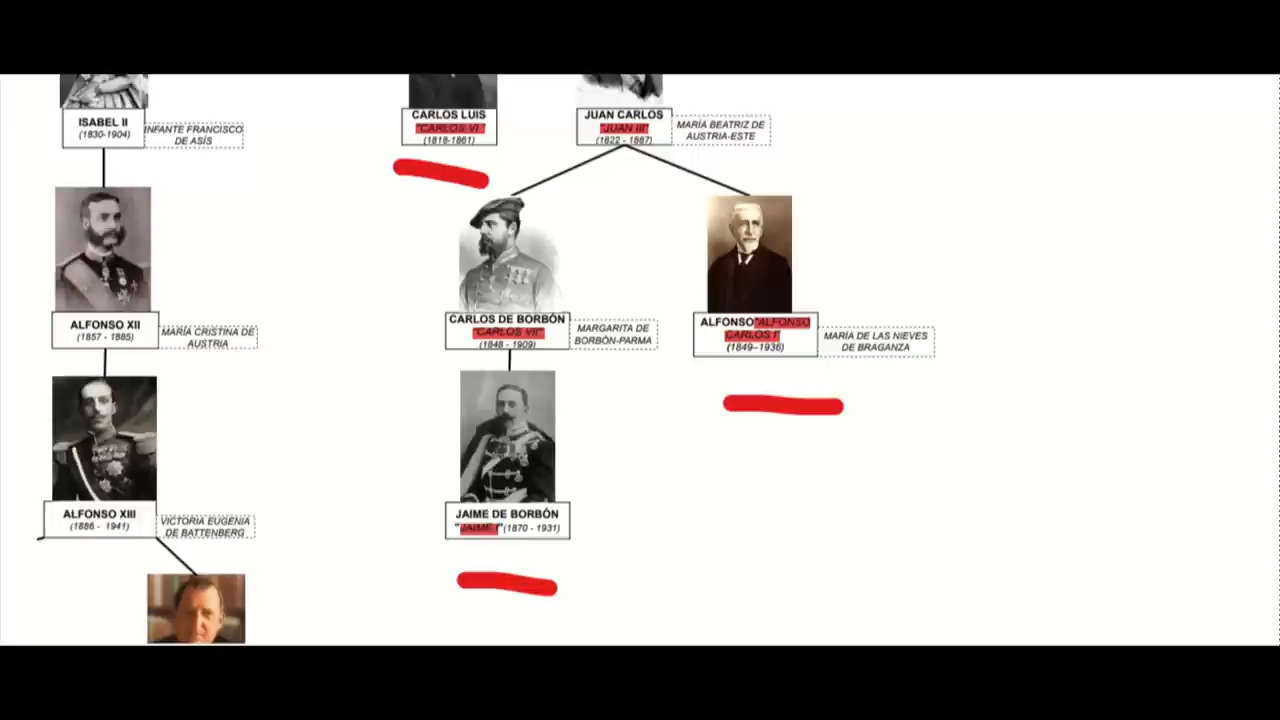 ISABEL II
(1830-1904)
INFANTE FRANCISCO
DE ASÍS
CARLOS LUIS
"CARLOS VI"
(1818-1861)
JUAN CARLOS
"JUAN III"
(1822 - 1887)
MARÍA BEATRIZ DE
AUSTRIA-ESTE
ALFONSO XII
(1857 - 1885)
MARÍA CRISTINA DE
AUSTRIA
CARLOS DE BORBÓN
"CARLOS VII"
(1848 - 1909)
MARGARITA DE
BORBÓN-PARMA
ALFONSO"ALFONSO
CARLOS I"
(1849–1936)
MARÍA DE LAS NIEVES
DE BRAGANZA
ALFONSO XIII
(1886 - 1941)
VICTORIA EUGENIA
DE BATTENBERG
JAIME DE BORBÓN
"JAIME I"(1870 - 1931)